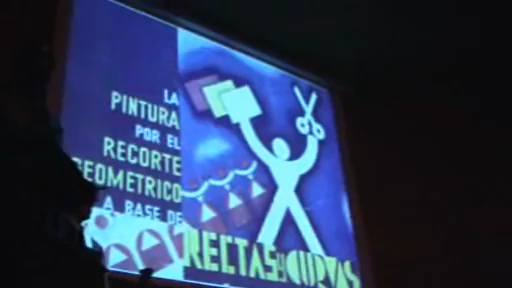 LA
PINTURA
POR EL
RECORTE
GEOMETRICO
A BASE DE
RECTAS Y CURVAS